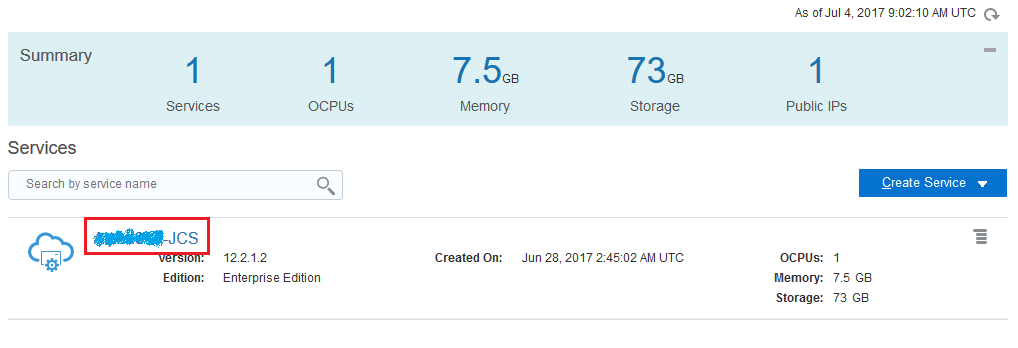 As of Jul 4, 2017 9:02:10 AM UTC
Summary
1 1 7.5GB 73GB 1
Services OCPUs Memory Storage Public IPs
Services
Search by service name
Create Service
-JCS
Version: 12.2.1.2 Created On: Jun 28, 2017 2:45:02 AM UTC OCPUs: 1
Edition: Enterprise Edition Memory: 7.5 GB
Storage: 73 GB